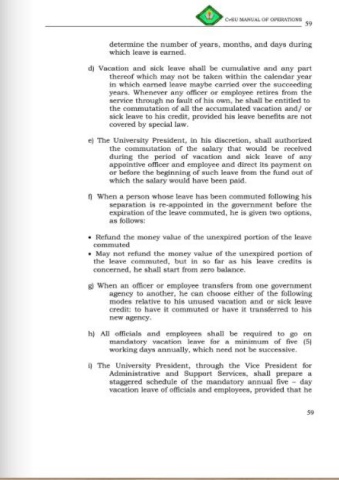 CvSU MANUAL OF OPERATIONS
59
determine the number of years, months, and days during
which leave is earned.
d) Vacation and sick leave shall be cumulative and any part
thereof which may not be taken within the calendar year
in which earned leave maybe carried over the succeeding
years. Whenever any officer or employee retires from the
service through no fault of his own, he shall be entitled to
the commutation of all the accumulated vacation and/ or
sick leave to his credit, provided his leave benefits are not
covered by special law.
e) The University President, in his discretion, shall authorized
the commutation of the salary that would be received
during the period of vacation and sick leave of any
appointive officer and employee and direct its payment on
or before the beginning of such leave from the fund out of
which the salary would have been paid.
f) When a person whose leave has been commuted following his
separation is re-appointed in the government before the
expiration of the leave commuted, he is given two options,
as follows:
• Refund the money value of the unexpired portion of the leave
commuted
• May not refund the money value of the unexpired portion of
the leave commuted, but in so far as his leave credits is
concerned, he shall start from zero balance.
g) When an officer or employee transfers from one government
agency to another, he can choose either of the following
modes relative to his unused vacation and or sick leave
credit: to have it commuted or have it transferred to his
new agency.
h) All officials and employees shall be required to go on
mandatory vacation leave for a minimum of five (5)
working days annually, which need not be successive.
i) The University President, through the Vice President for
Administrative and Support Services, shall prepare a
staggered schedule of the mandatory annual five – day
vacation leave of officials and employees, provided that he
59